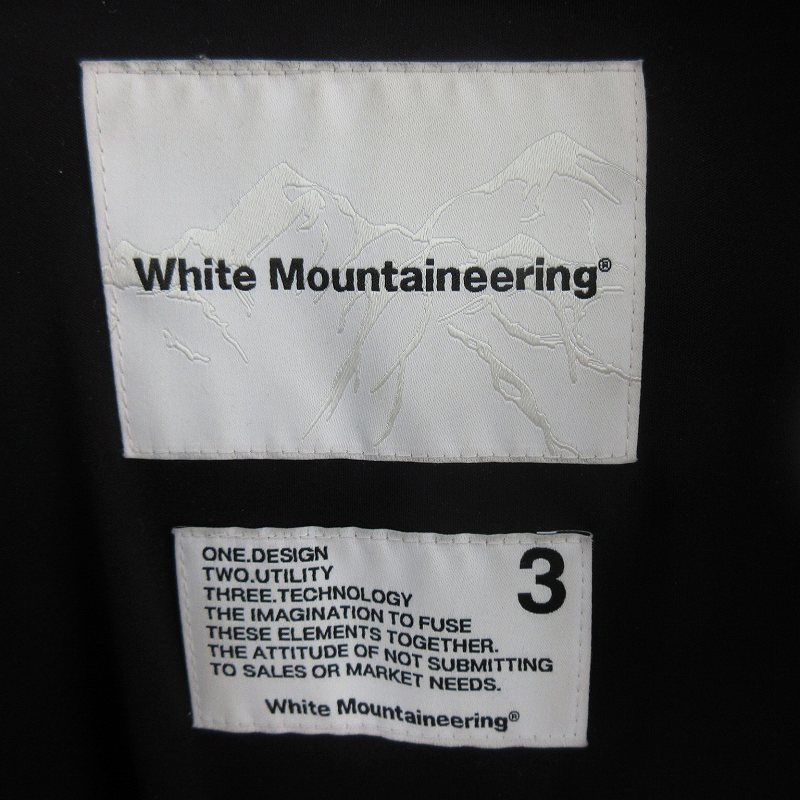 White Mountaineering®
ONE.DESIGN
TWO.UTILITY
THREE.TECHNOLOGY
THE IMAGINATION TO FUSE
THESE ELEMENTS TOGETHER.
THE ATTITUDE OF NOT SUBMITTING
TO SALES OR MARKET NEEDS.
3
White Mountaineering®